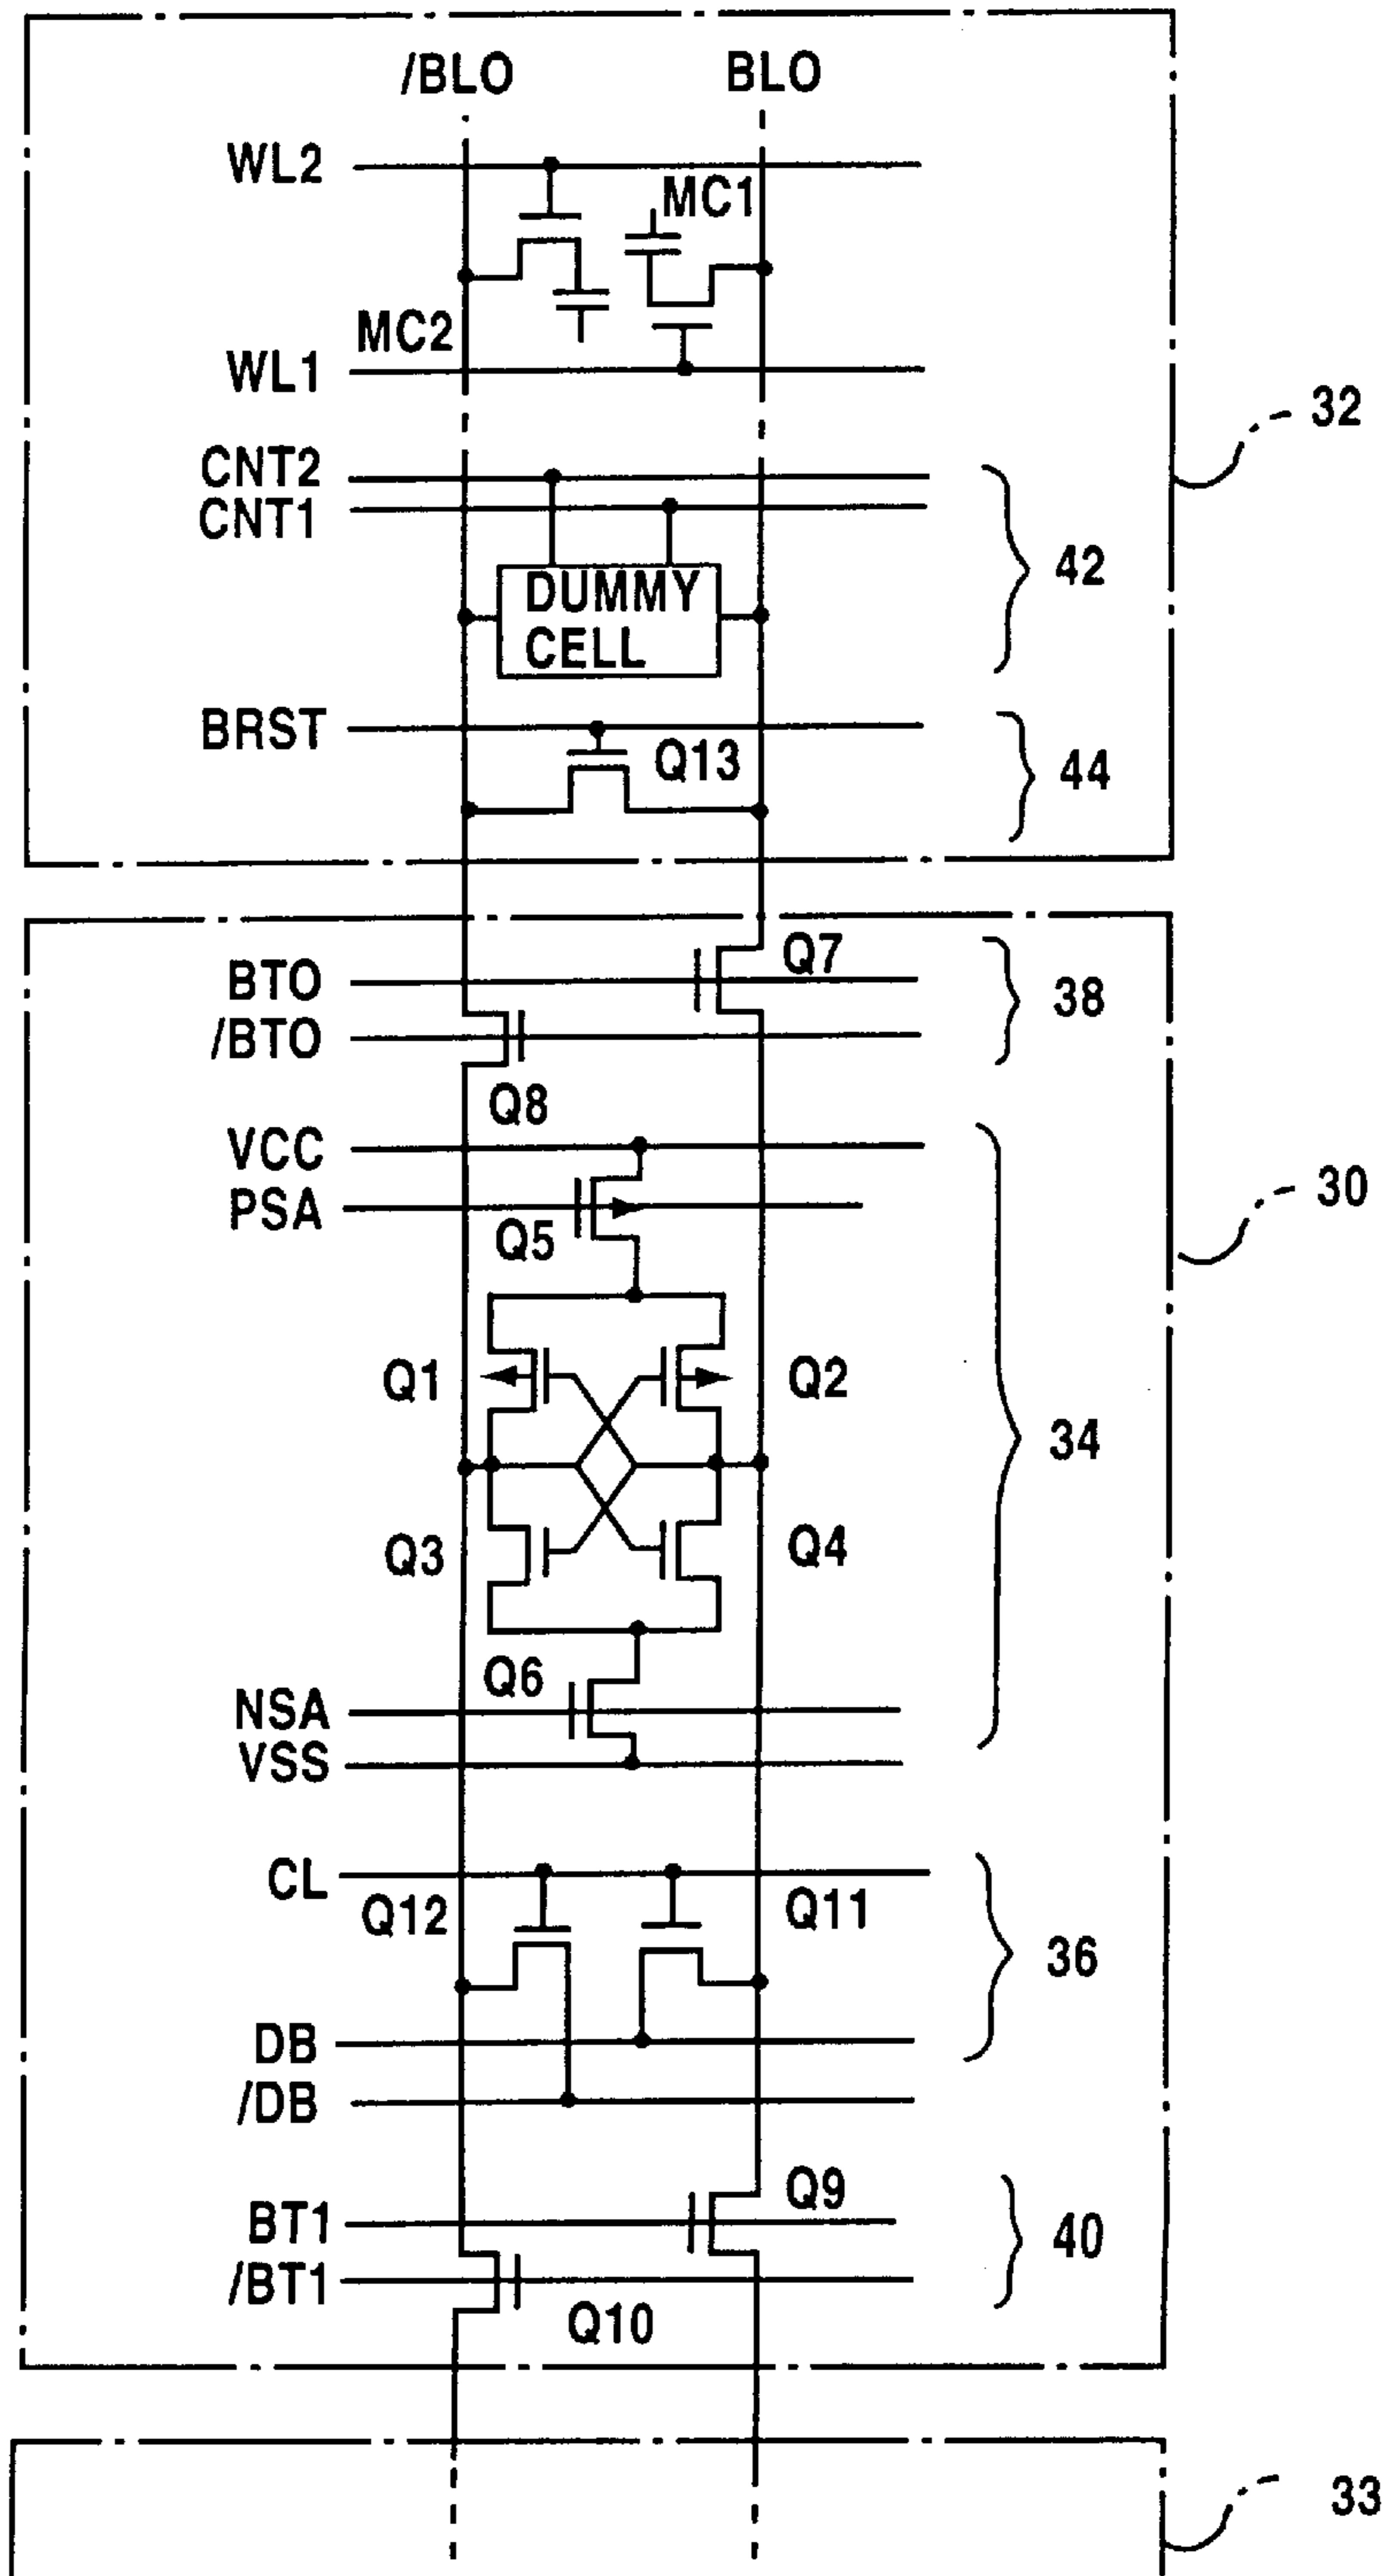 /BLO BLO
WL2
MC1
MC2
WL1
32
CNT2
CNT1
42
DUMMY
CELL
BRST
Q13
44
Q7
BTO
38
/BTO
Q8
VCC
PSA
30
Q5
Q1 Q2
34
Q3 Q4
Q6
NSA
VSS
CL
Q12 Q11
36
DB
/DB
Q9
BT1
40
/BT1
Q10
33